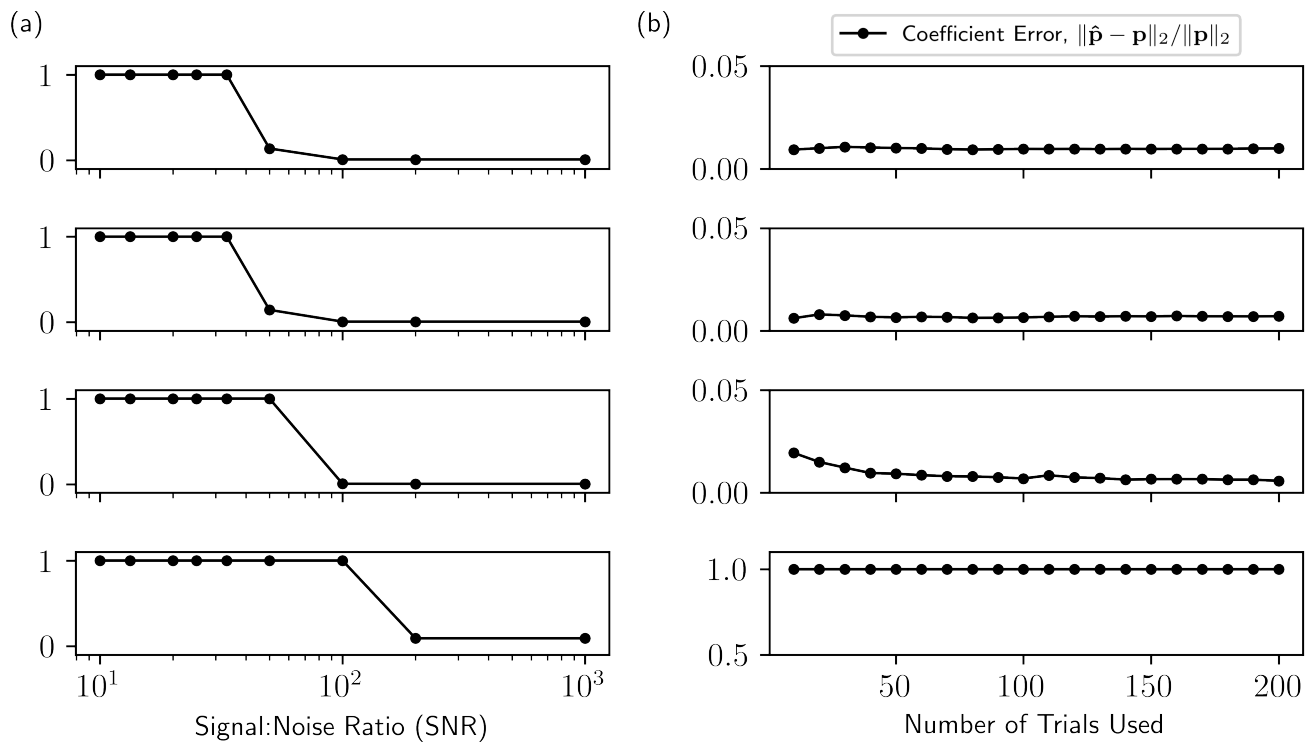 (a)
1
0
1
0
1
0
1
0
10¹ 10² 10³
Signal:Noise Ratio (SNR)
(b)
Coefficient Error, ‖p̂ − p‖₂/‖p‖₂
0.05
0.00
0.05
0.00
0.05
0.00
1.0
0.5
50 100 150 200
Number of Trials Used